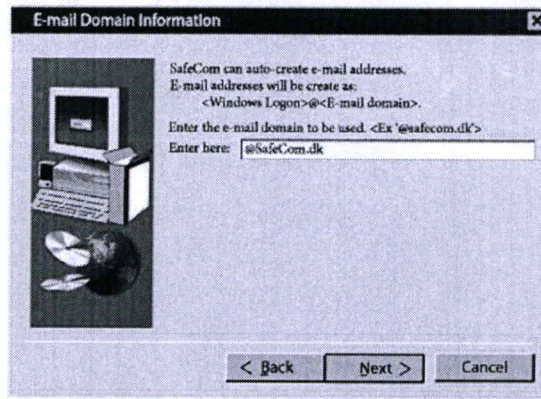 E-mail Domain Information
SafeCom can auto-create e-mail addresses.
E-mail addresses will be create as:
<Windows Logon>@<E-mail domain>.
Enter the e-mail domain to be used. <Ex '@safecom.dk'>
Enter here: @SafeCom.dk
< Back Next > Cancel